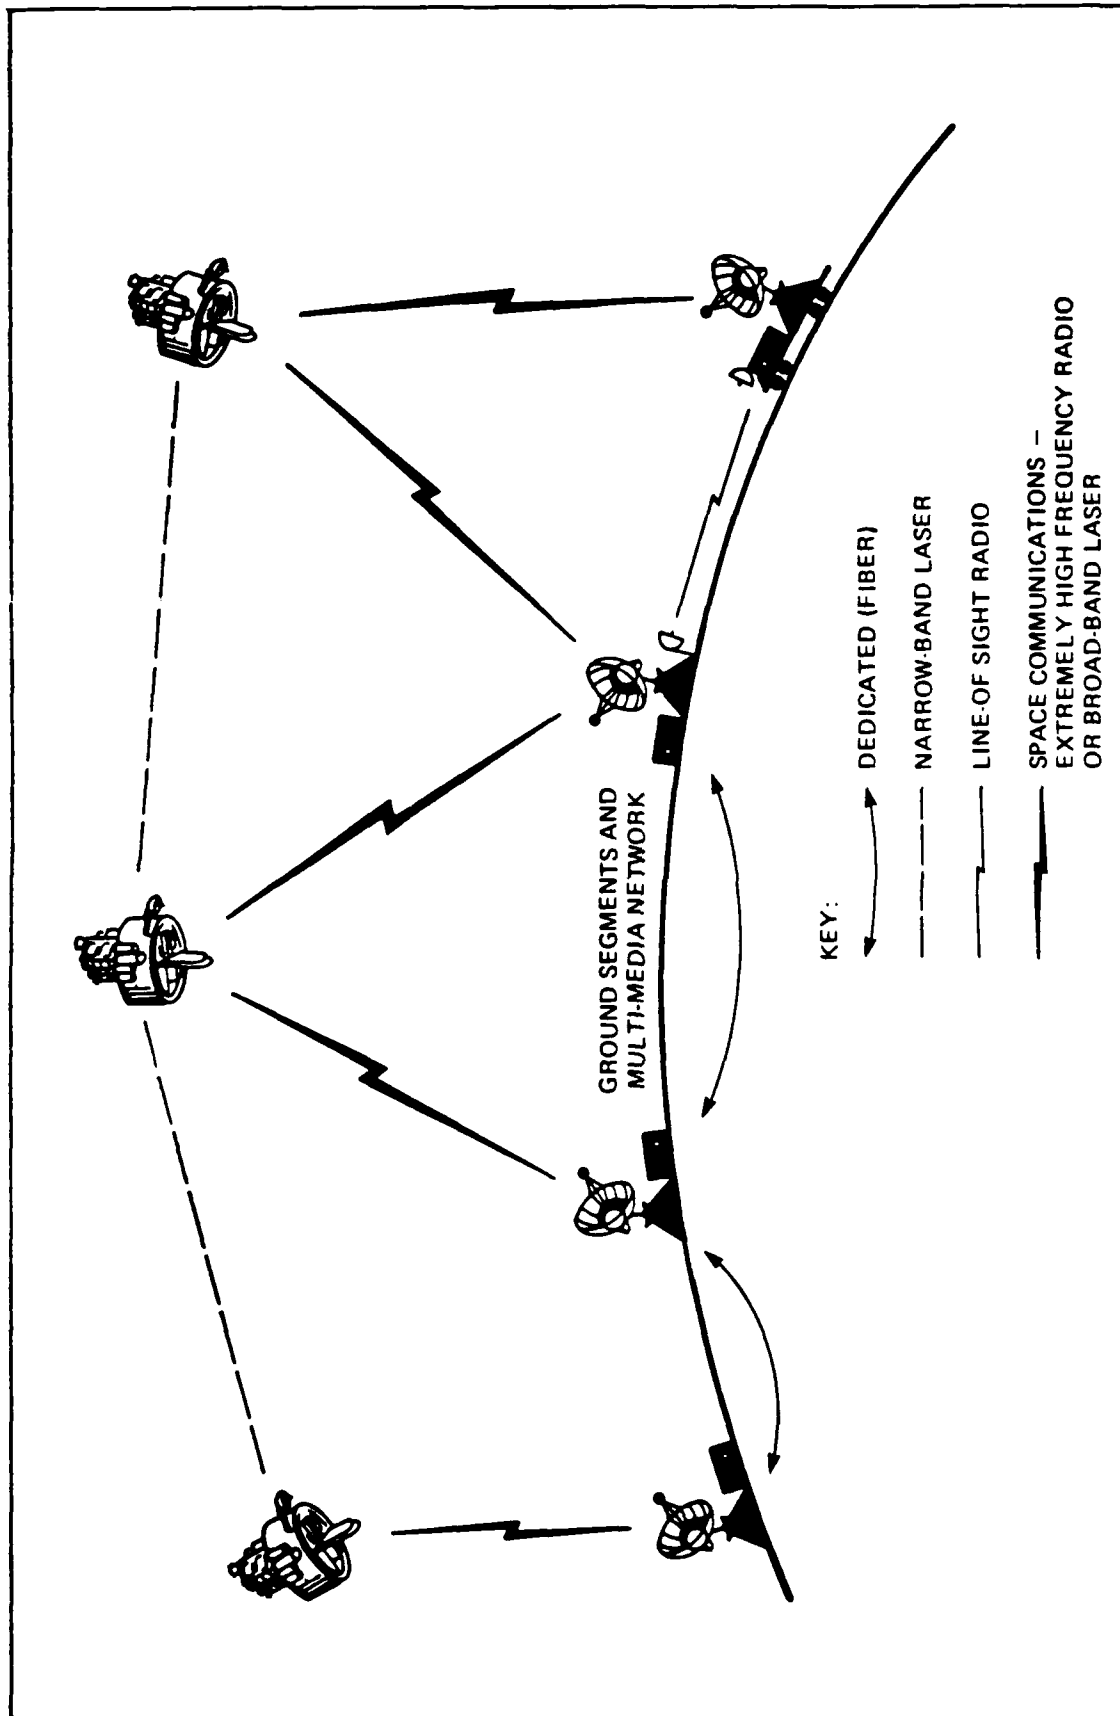 GROUND SEGMENTS AND
MULTI-MEDIA NETWORK
KEY:
DEDICATED (FIBER)
NARROW-BAND LASER
LINE-OF SIGHT RADIO
SPACE COMMUNICATIONS –
EXTREMELY HIGH FREQUENCY RADIO
OR BROAD-BAND LASER